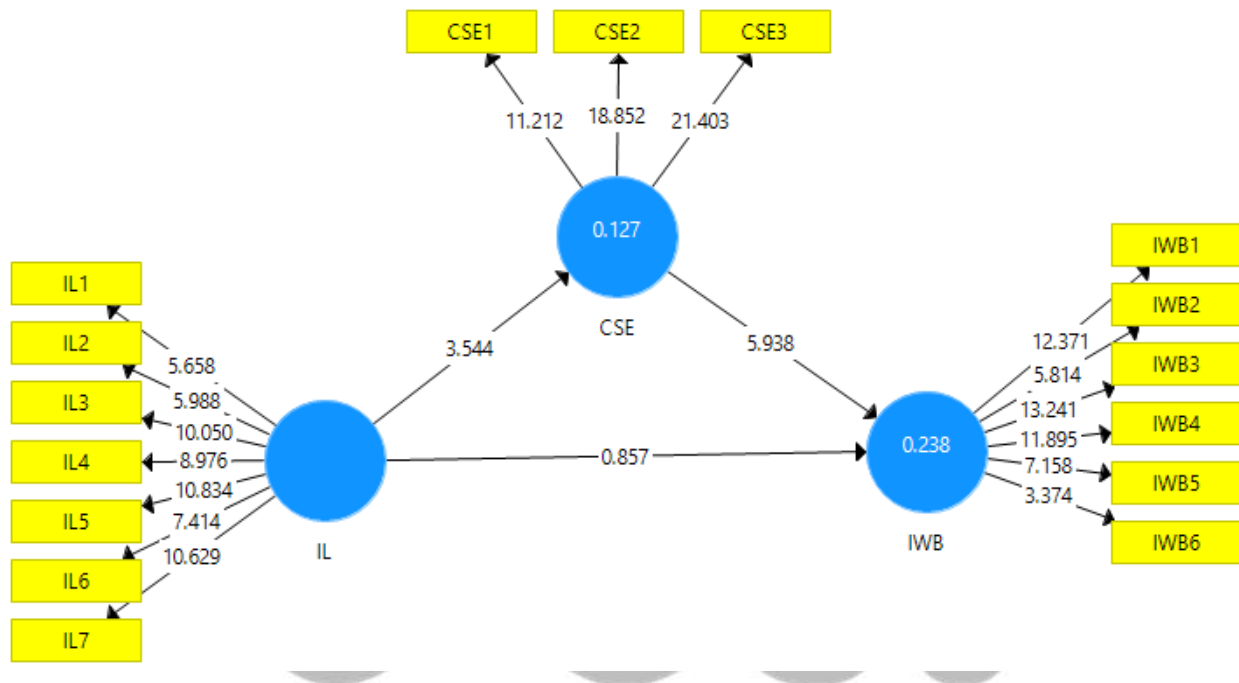 CSE1
CSE2
CSE3
11.212
18.852
21.403
0.127
CSE
3.544
5.938
0.857
IL1
IL2
IL3
IL4
IL5
IL6
IL7
5.658
5.988
10.050
8.976
10.834
7.414
10.629
IL
0.238
IWB
12.371
5.814
13.241
11.895
7.158
3.374
IWB1
IWB2
IWB3
IWB4
IWB5
IWB6